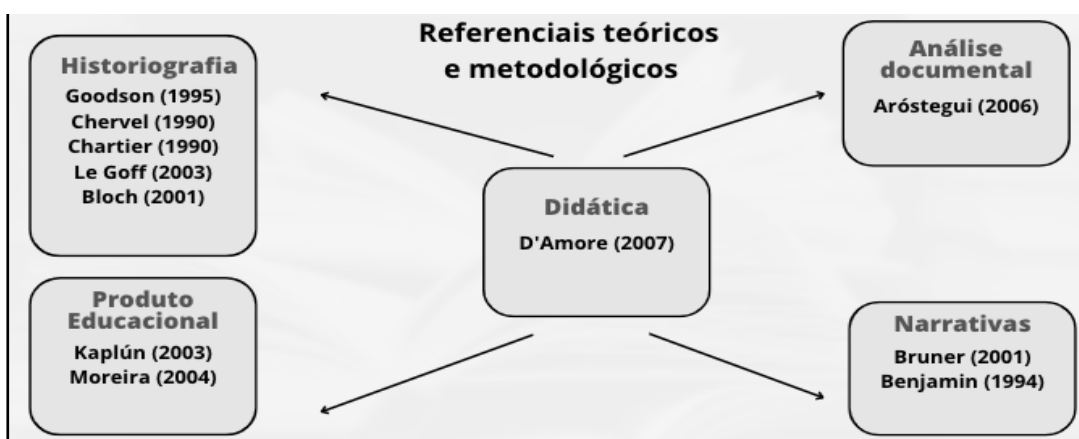 Referenciais teóricos
e metodológicos
Historiografia
Goodson (1995)
Chervel (1990)
Chartier (1990)
Le Goff (2003)
Bloch (2001)
Análise
documental
Aróstegui (2006)
Didática
D'Amore (2007)
Produto
Educacional
Kaplún (2003)
Moreira (2004)
Narrativas
Bruner (2001)
Benjamin (1994)